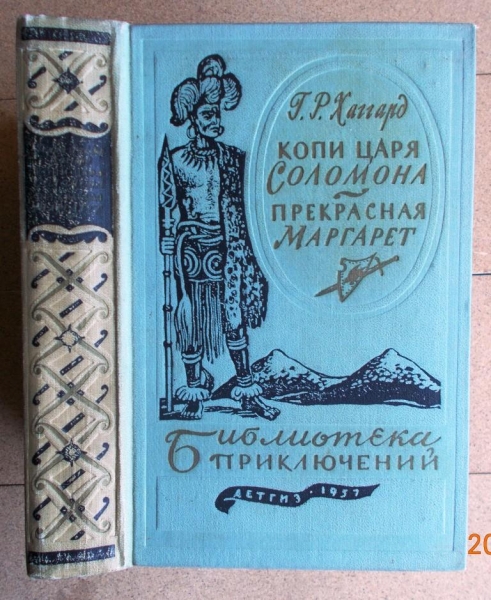 Г. Р. Хаггард
КОПИ ЦАРЯ
СОЛОМОНА
~
ПРЕКРАСНАЯ
МАРГАРЕТ
Библиотека
ПРИКЛЮЧЕНИЙ
ДЕТГИЗ · 1957
20